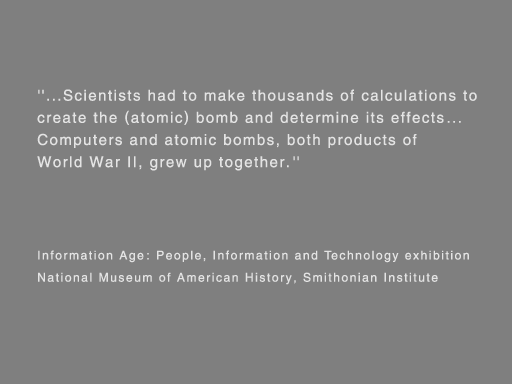 "...Scientists had to make thousands of calculations to
create the (atomic) bomb and determine its effects...
Computers and atomic bombs, both products of
World War II, grew up together."
Information Age: People, Information and Technology exhibition
National Museum of American History, Smithonian Institute